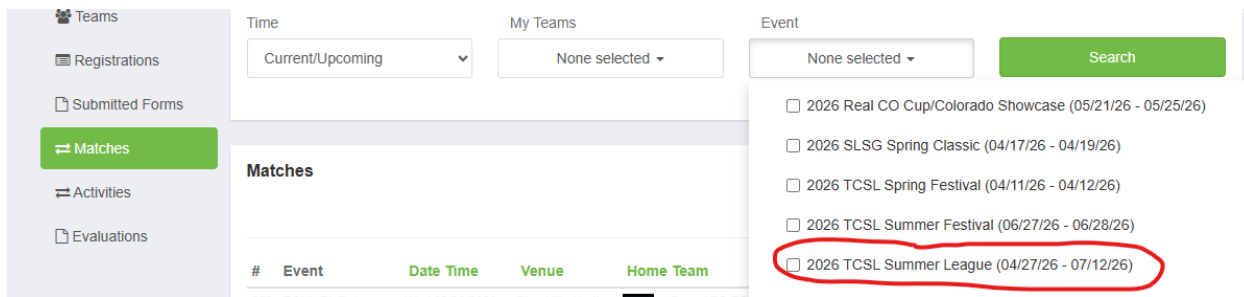 Teams
Registrations
Submitted Forms
Matches
Activities
Evaluations
Time
My Teams
Event
Current/Upcoming
None selected
None selected
Search
2026 Real CO Cup/Colorado Showcase (05/21/26 - 05/25/26)
2026 SLSG Spring Classic (04/17/26 - 04/19/26)
2026 TCSL Spring Festival (04/11/26 - 04/12/26)
2026 TCSL Summer Festival (06/27/26 - 06/28/26)
2026 TCSL Summer League (04/27/26 - 07/12/26)
Matches
# Event Date Time Venue Home Team